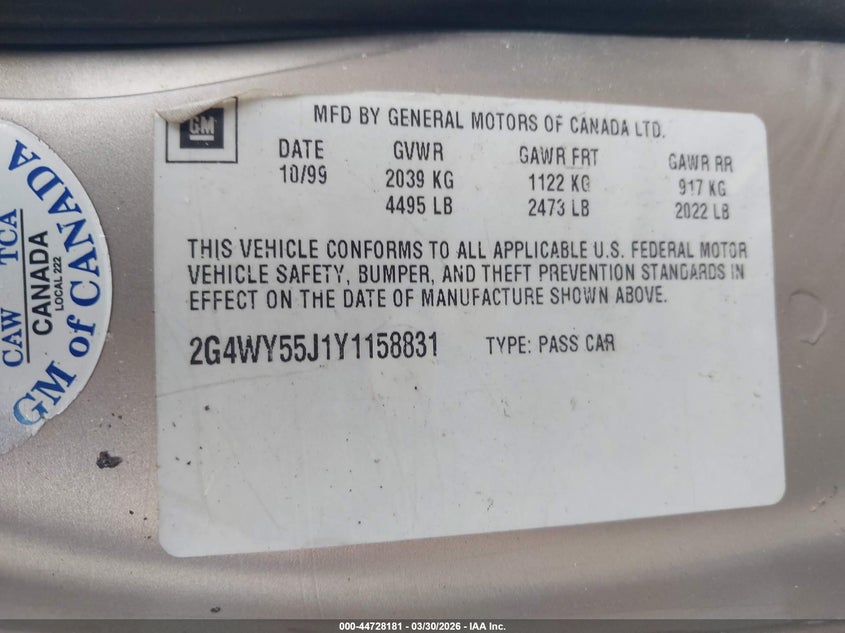 GM
MFD BY GENERAL MOTORS OF CANADA LTD.
DATE GVWR GAWR FRT GAWR RR
10/99 2039 KG 1122 KG 917 KG
4495 LB 2473 LB 2022 LB
THIS VEHICLE CONFORMS TO ALL APPLICABLE U.S. FEDERAL MOTOR
VEHICLE SAFETY, BUMPER, AND THEFT PREVENTION STANDARDS IN
EFFECT ON THE DATE OF MANUFACTURE SHOWN ABOVE.
2G4WY55J1Y1158831 TYPE: PASS CAR
CAW TCA
CANADA
LOCAL 222
GM of CANADA
000-44728181 - 03/30/2026 - IAA Inc.